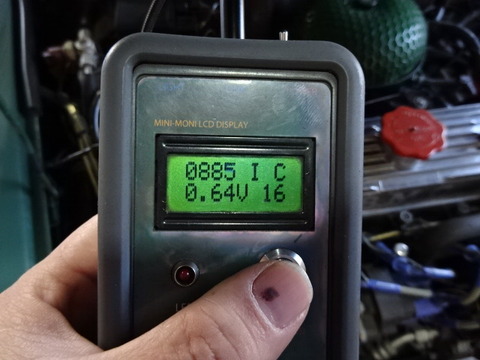 MINI-MONI LCD DISPLAY
0885 I C
0.64V 16